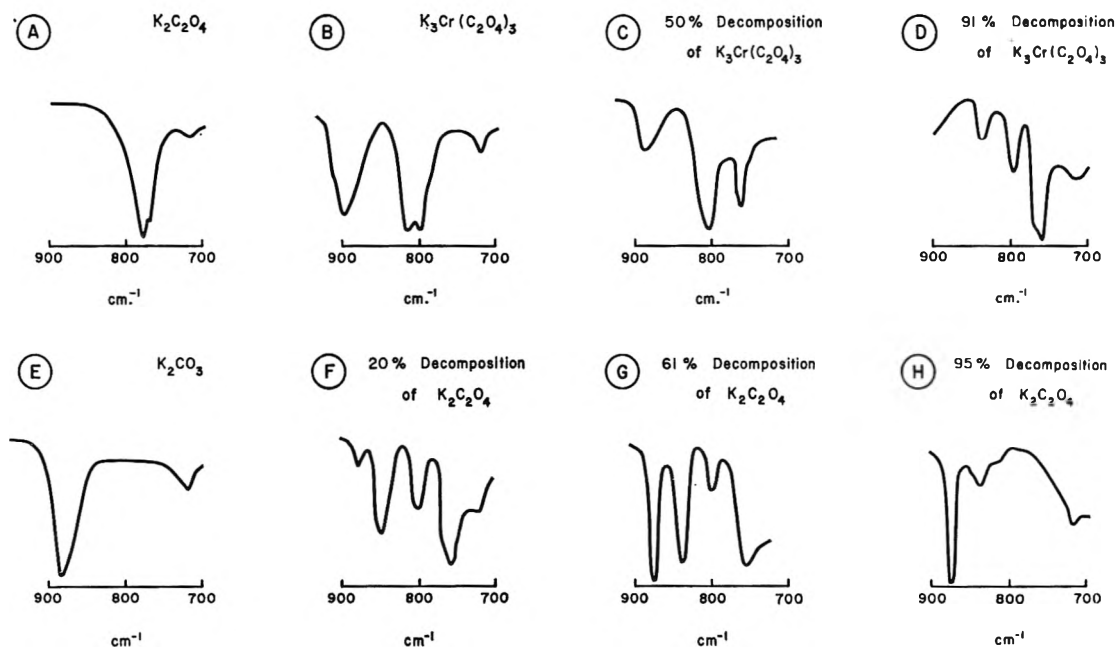 A
K₂C₂O₄
B
K₃Cr(C₂O₄)₃
C
50% Decomposition
of K₃Cr(C₂O₄)₃
D
91% Decomposition
of K₃Cr(C₂O₄)₃
900 800 700
cm.⁻¹
900 800 700
cm.⁻¹
900 800 700
cm.⁻¹
900 800 700
cm.⁻¹
E
K₂CO₃
F
20% Decomposition
of K₂C₂O₄
G
61% Decomposition
of K₂C₂O₄
H
95% Decomposition
of K₂C₂O₄
900 800 700
cm⁻¹
900 800 700
cm⁻¹
900 800 700
cm⁻¹
900 800 700
cm⁻¹